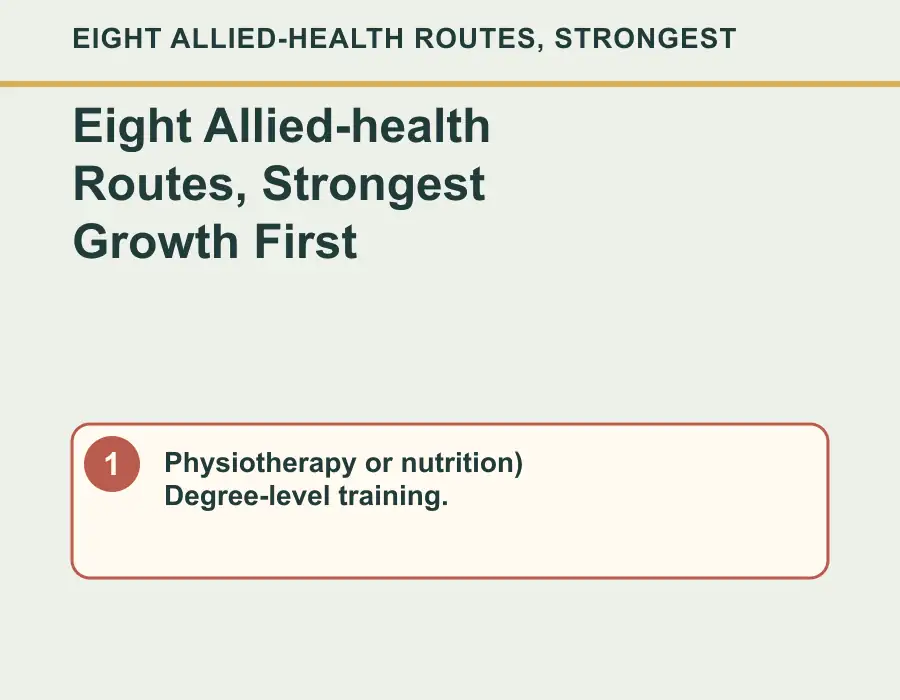 EIGHT ALLIED-HEALTH ROUTES, STRONGEST
Eight Allied-health
Routes, Strongest
Growth First
1
Physiotherapy or nutrition)
Degree-level training.